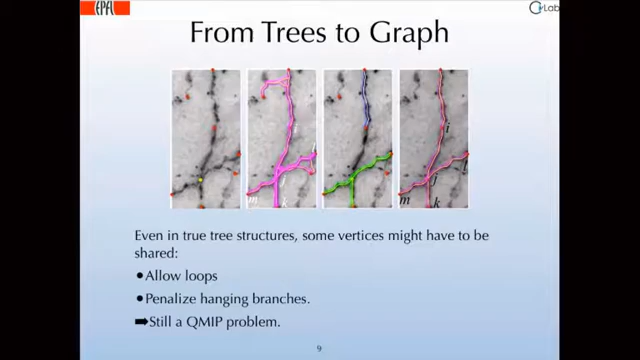 EPFL
CVLab
From Trees to Graph
i
l
j
m
k
i
l
j
m
k
Even in true tree structures, some vertices might have to be
shared:
•Allow loops
•Penalize hanging branches.
➡Still a QMIP problem.
9